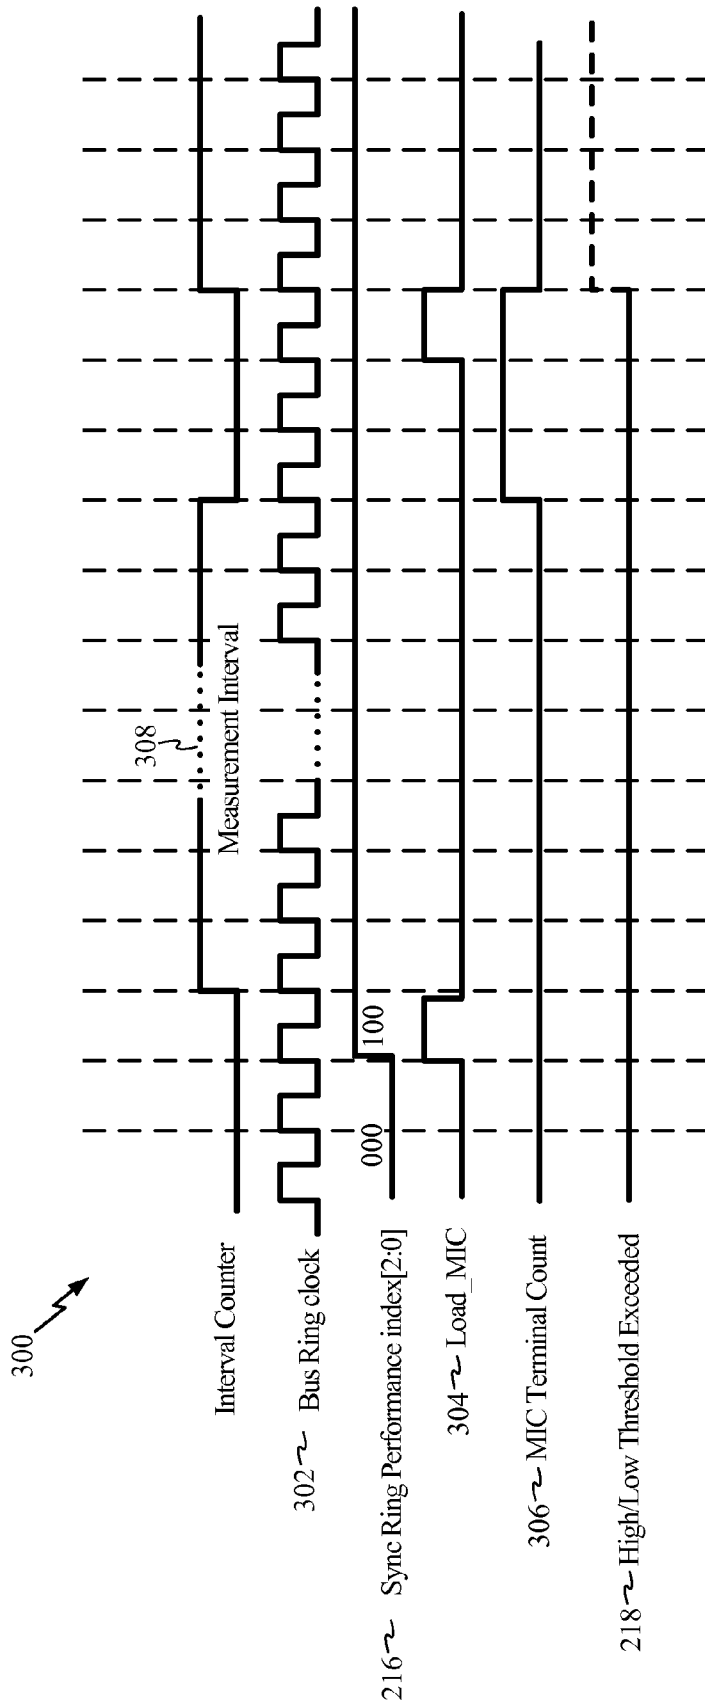 300
Interval Counter
308
Measurement Interval
302 Bus Ring clock
216 Sync Ring Performance index[2:0]
000
100
304 Load_MIC
306 MIC Terminal Count
218 High/Low Threshold Exceeded